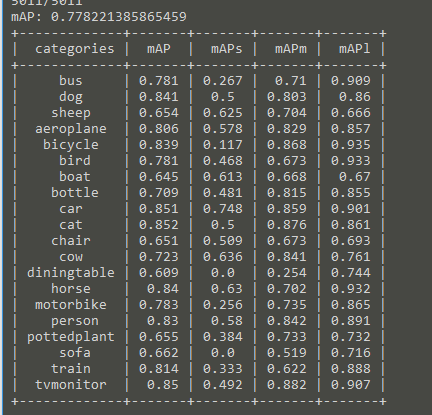 5011/5011
mAP: 0.778221385865459
+-------------+-------+-------+-------+-------+
|  categories |  mAP  |  mAPs |  mAPm |  mAPl |
+-------------+-------+-------+-------+-------+
|     bus     | 0.781 | 0.267 |  0.71 | 0.909 |
|     dog     | 0.841 |  0.5  | 0.803 |  0.86 |
|    sheep    | 0.654 | 0.625 | 0.704 | 0.666 |
|  aeroplane  | 0.806 | 0.578 | 0.829 | 0.857 |
|   bicycle   | 0.839 | 0.117 | 0.868 | 0.935 |
|     bird    | 0.781 | 0.468 | 0.673 | 0.933 |
|     boat    | 0.645 | 0.613 | 0.668 |  0.67 |
|    bottle   | 0.709 | 0.481 | 0.815 | 0.855 |
|     car     | 0.851 | 0.748 | 0.859 | 0.901 |
|     cat     | 0.852 |  0.5  | 0.876 | 0.861 |
|    chair    | 0.651 | 0.509 | 0.673 | 0.693 |
|     cow     | 0.723 | 0.636 | 0.841 | 0.761 |
| diningtable | 0.609 |  0.0  | 0.254 | 0.744 |
|    horse    |  0.84 |  0.63 | 0.702 | 0.932 |
|  motorbike  | 0.783 | 0.256 | 0.735 | 0.865 |
|    person   |  0.83 |  0.58 | 0.842 | 0.891 |
| pottedplant | 0.655 | 0.384 | 0.733 | 0.732 |
|     sofa    | 0.662 |  0.0  | 0.519 | 0.716 |
|    train    | 0.814 | 0.333 | 0.622 | 0.888 |
|  tvmonitor  |  0.85 | 0.492 | 0.882 | 0.907 |
+-------------+-------+-------+-------+-------+